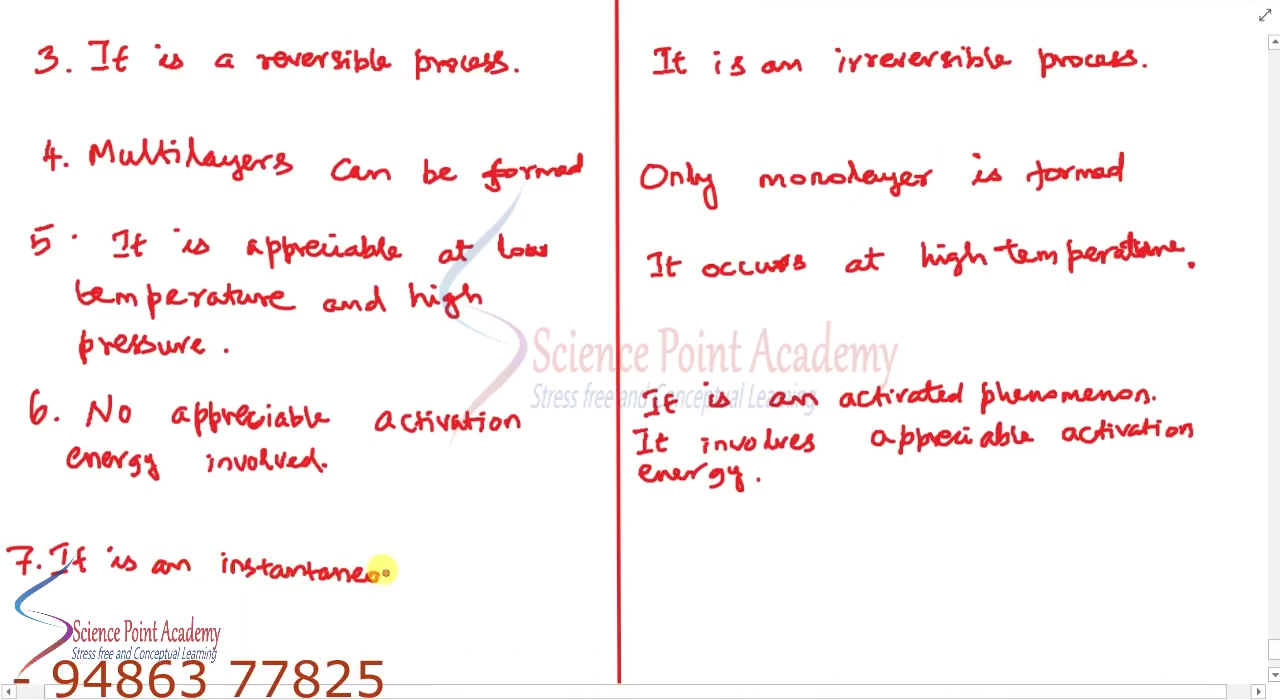 3. It is a reversible process.
It is an irreversible process.
4. Multilayers can be formed
Only monolayer is formed
5. It is appreciable at low
temperature and high
pressure.
It occurs at high temperature.
Science Point Academy
Stress free and Conceptual Learning
6. No appreciable activation
energy involved.
It is an activated phenomenon.
It involves appreciable activation
energy.
7. It is an instantaneo
Science Point Academy
Stress free and Conceptual Learning
- 94863 77825